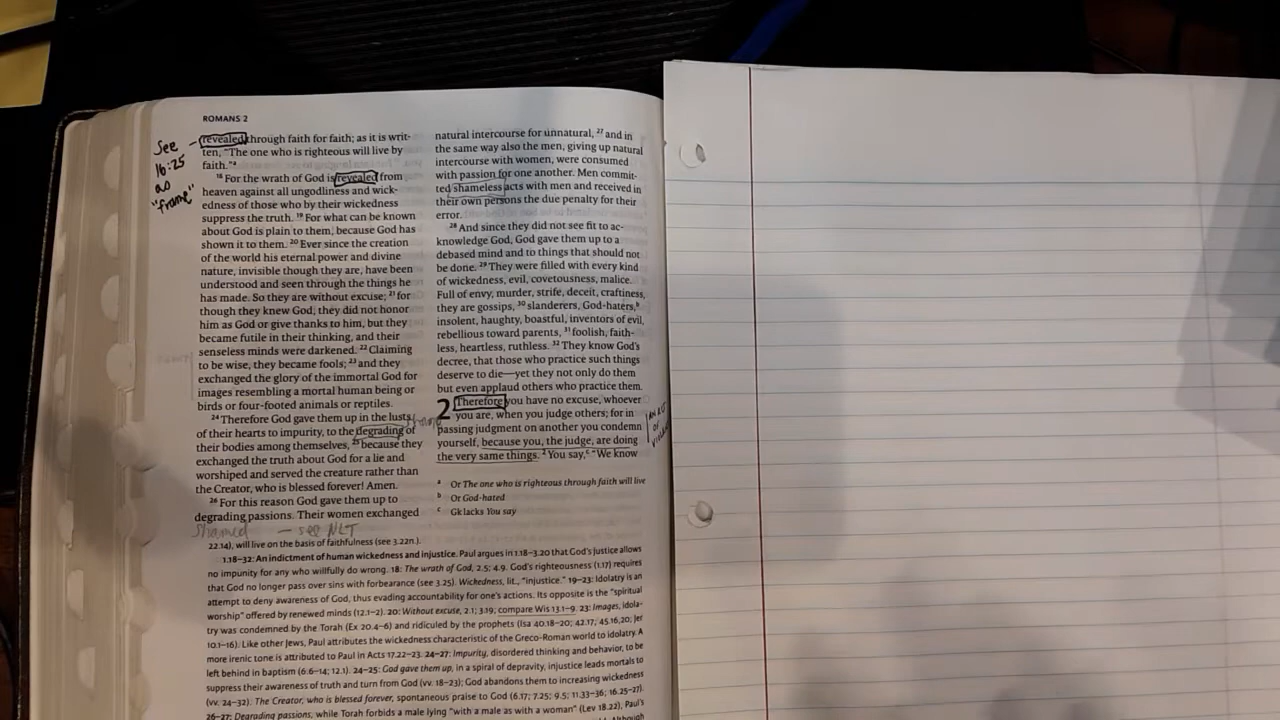 ROMANS 2
See
16:25
as
"frame"
revealed through faith for faith; as it is writ-
ten, "The one who is righteous will live by
faith."a
18 For the wrath of God is revealed from
heaven against all ungodliness and wick-
edness of those who by their wickedness
suppress the truth. 19 For what can be known
about God is plain to them, because God has
shown it to them. 20 Ever since the creation
of the world his eternal power and divine
nature, invisible though they are, have been
understood and seen through the things he
has made. So they are without excuse; 21 for
though they knew God, they did not honor
him as God or give thanks to him, but they
became futile in their thinking, and their
senseless minds were darkened. 22 Claiming
to be wise, they became fools; 23 and they
exchanged the glory of the immortal God for
images resembling a mortal human being or
birds or four-footed animals or reptiles.
24 Therefore God gave them up in the lusts
of their hearts to impurity, to the degrading of
their bodies among themselves, 25 because they
exchanged the truth about God for a lie and
worshiped and served the creature rather than
the Creator, who is blessed forever! Amen.
26 For this reason God gave them up to
degrading passions. Their women exchanged
Shamed — see NLT
natural intercourse for unnatural, 27 and in
the same way also the men, giving up natural
intercourse with women, were consumed
with passion for one another. Men commit-
ted shameless acts with men and received in
their own persons the due penalty for their
error.
28 And since they did not see fit to ac-
knowledge God, God gave them up to a
debased mind and to things that should not
be done. 29 They were filled with every kind
of wickedness, evil, covetousness, malice.
Full of envy, murder, strife, deceit, craftiness,
they are gossips, 30 slanderers, God-haters,b
insolent, haughty, boastful, inventors of evil,
rebellious toward parents, 31 foolish, faith-
less, heartless, ruthless. 32 They know God's
decree, that those who practice such things
deserve to die—yet they not only do them
but even applaud others who practice them.
2 Therefore you have no excuse, whoever
you are, when you judge others; for in
passing judgment on another you condemn
yourself, because you, the judge, are doing
the very same things. 2 You say,c "We know
a Or The one who is righteous through faith will live
b Or God-hated
c Gk lacks You say
22.14), will live on the basis of faithfulness (see 3.22n.).
1.18–32: An indictment of human wickedness and injustice. Paul argues in 1.18–3.20 that God's justice allows
no impunity for any who willfully do wrong. 18: The wrath of God, 2.5; 4.9. God's righteousness (1.17) requires
that God no longer pass over sins with forbearance (see 3.25). Wickedness, lit., "injustice." 19–23: Idolatry is an
attempt to deny awareness of God, thus evading accountability for one's actions. Its opposite is the "spiritual
worship" offered by renewed minds (12.1–2). 20: Without excuse, 2.1; 3.19; compare Wis 13.1–9. 23: Images, idola-
try was condemned by the Torah (Ex 20.4–6) and ridiculed by the prophets (Isa 40.18–20; 42.17; 45.16,20; Jer
10.1–16). Like other Jews, Paul attributes the wickedness characteristic of the Greco-Roman world to idolatry. A
more irenic tone is attributed to Paul in Acts 17.22–23. 24–27: Impurity, disordered thinking and behavior, to be
left behind in baptism (6.6–14; 12.1). 24–25: God gave them up, in a spiral of depravity, injustice leads mortals to
suppress their awareness of truth and turn from God (vv. 18–23); God abandons them to increasing wickedness
(vv. 24–32). The Creator, who is blessed forever, spontaneous praise to God (6.17; 7.25; 9.5; 11.33–36; 16.25–27).
26–27: Degrading passions, while Torah forbids a male lying "with a male as with a woman" (Lev 18.22), Paul's